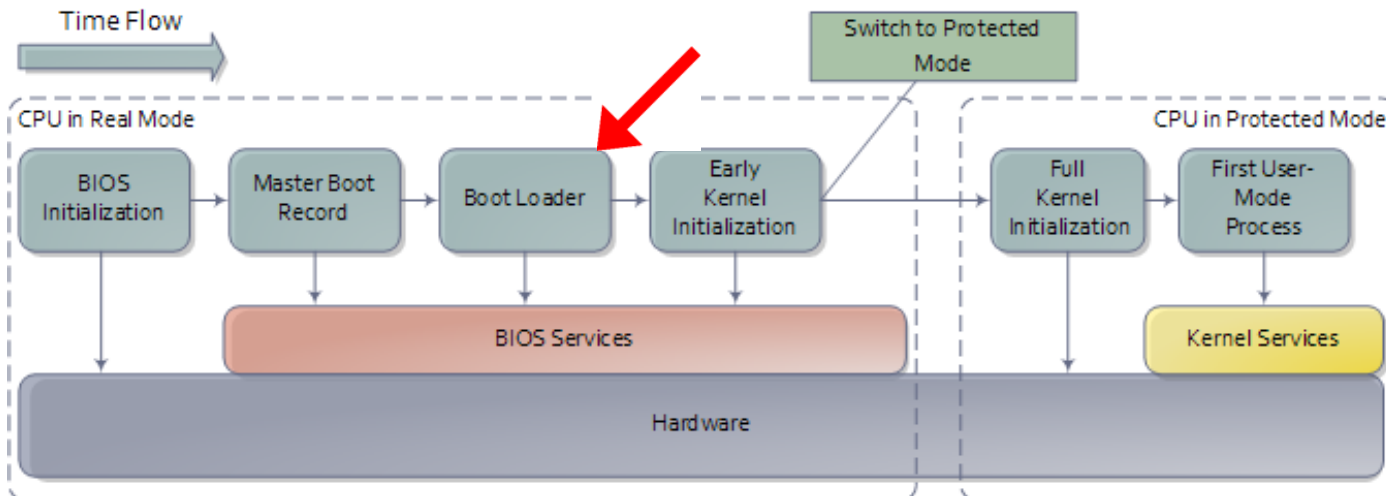 Time Flow
Switch to Protected
Mode
CPU in Real Mode
CPU in Protected Mode
BIOS
Initialization
Master Boot
Record
Boot Loader
Early
Kernel
Initialization
Full
Kernel
Initialization
First User-
Mode
Process
BIOS Services
Kernel Services
Hardware